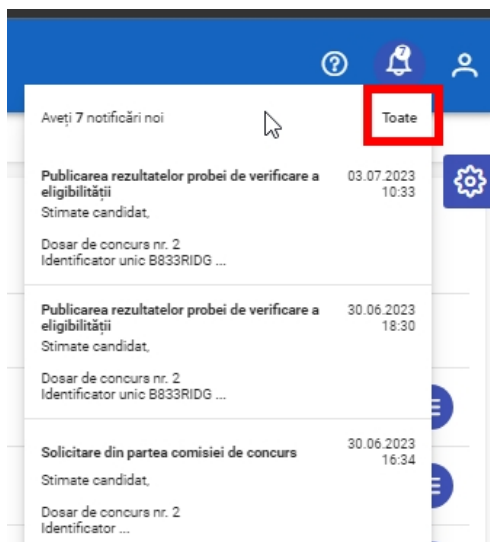 7
Aveți 7 notificări noi
Toate
Publicarea rezultatelor probei de verificare a
eligibilității
03.07.2023
10:33
Stimate candidat,
Dosar de concurs nr. 2
Identificator unic B833RIDG ...
Publicarea rezultatelor probei de verificare a
eligibilității
30.06.2023
18:30
Stimate candidat,
Dosar de concurs nr. 2
Identificator unic B833RIDG ...
Solicitare din partea comisiei de concurs
30.06.2023
16:34
Stimate candidat,
Dosar de concurs nr. 2
Identificator ...